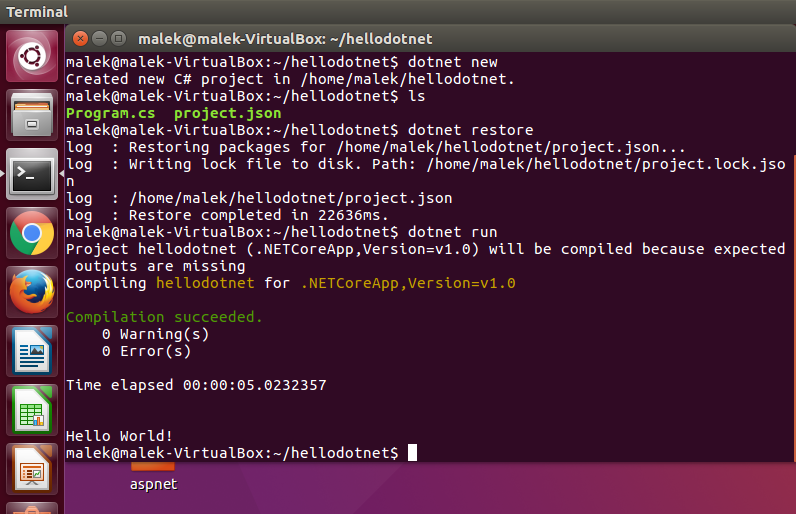 Terminal
malek@malek-VirtualBox: ~/hellodotnet
malek@malek-VirtualBox:~/hellodotnet$ dotnet new
Created new C# project in /home/malek/hellodotnet.
malek@malek-VirtualBox:~/hellodotnet$ ls
Program.cs  project.json
malek@malek-VirtualBox:~/hellodotnet$ dotnet restore
log  : Restoring packages for /home/malek/hellodotnet/project.json...
log  : Writing lock file to disk. Path: /home/malek/hellodotnet/project.lock.jso
n
log  : /home/malek/hellodotnet/project.json
log  : Restore completed in 22636ms.
malek@malek-VirtualBox:~/hellodotnet$ dotnet run
Project hellodotnet (.NETCoreApp,Version=v1.0) will be compiled because expected
 outputs are missing
Compiling hellodotnet for .NETCoreApp,Version=v1.0
Compilation succeeded.
    0 Warning(s)
    0 Error(s)
Time elapsed 00:00:05.0232357
Hello World!
malek@malek-VirtualBox:~/hellodotnet$
aspnet